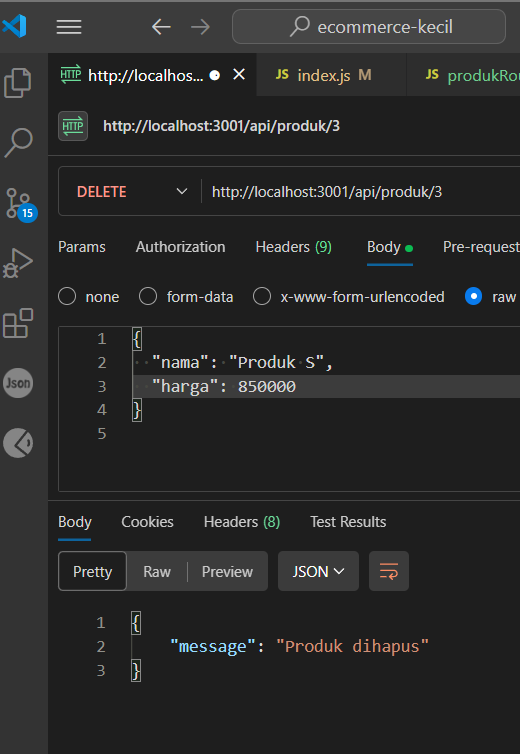 ecommerce-kecil
HTTP http://localhos... JS index.js M JS produkRou
HTTP http://localhost:3001/api/produk/3
DELETE http://localhost:3001/api/produk/3
Params Authorization Headers (9) Body Pre-request
none form-data x-www-form-urlencoded raw
1 {
2 "nama": "Produk S",
3 "harga": 850000
4 }
5
15
Json
Body Cookies Headers (8) Test Results
Pretty Raw Preview JSON
1 {
2 "message": "Produk dihapus"
3 }